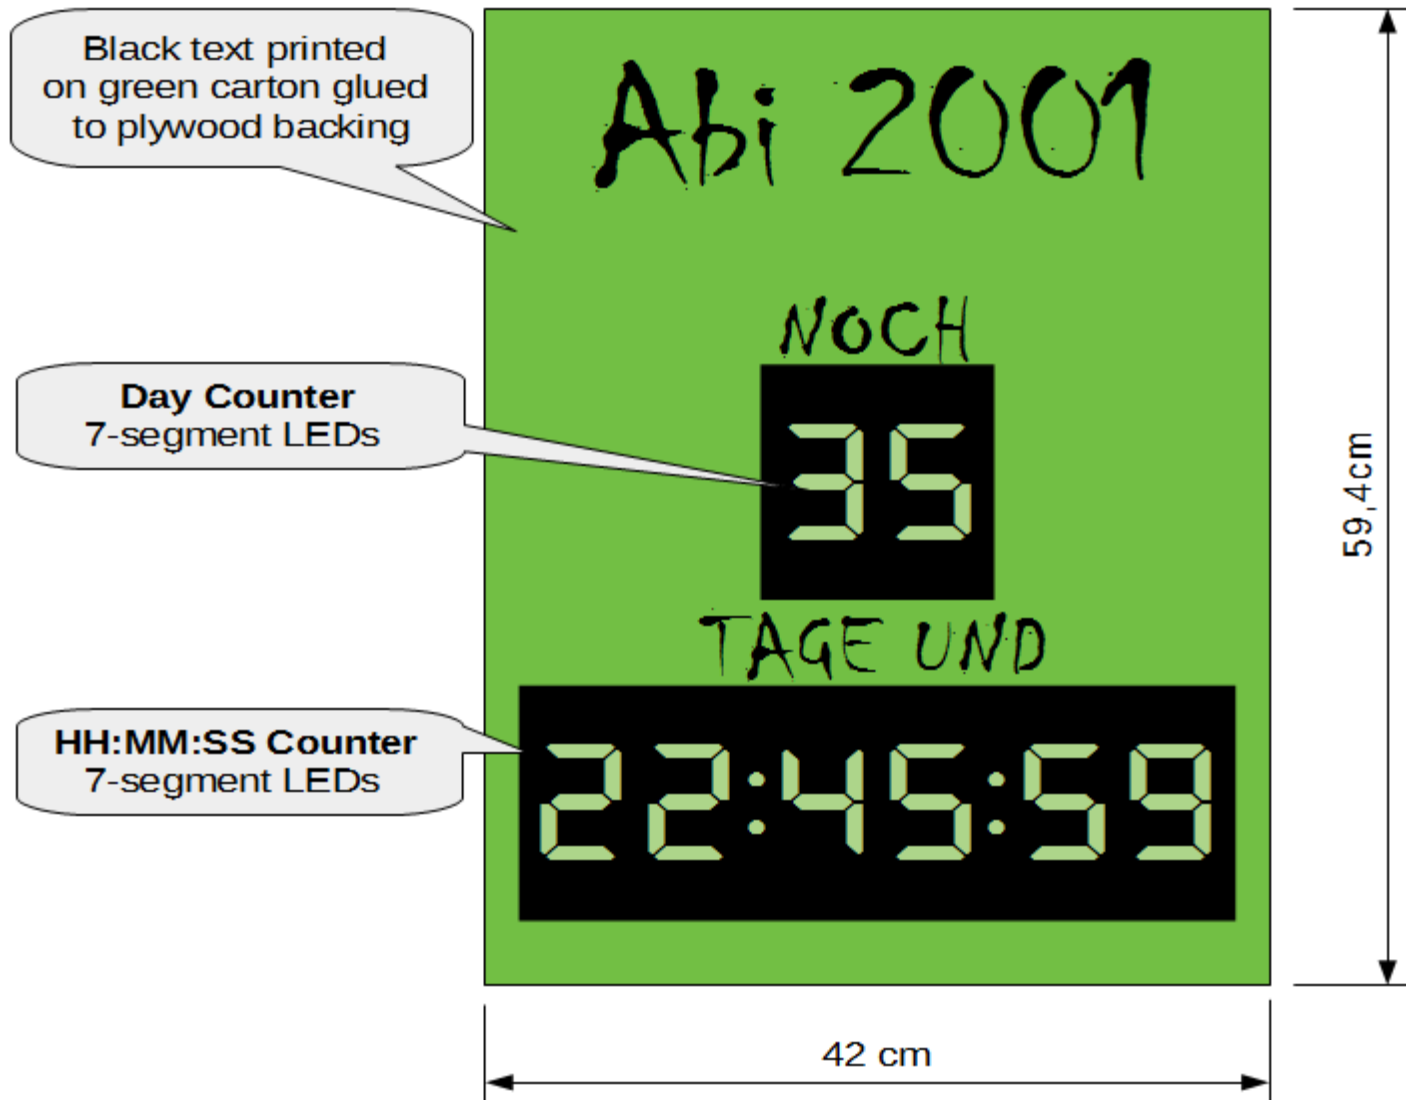 Black text printed
on green carton glued
to plywood backing
Abi 2001
NOCH
Day Counter
7-segment LEDs
35
59,4cm
TAGE UND
HH:MM:SS Counter
7-segment LEDs
22:45:59
42 cm